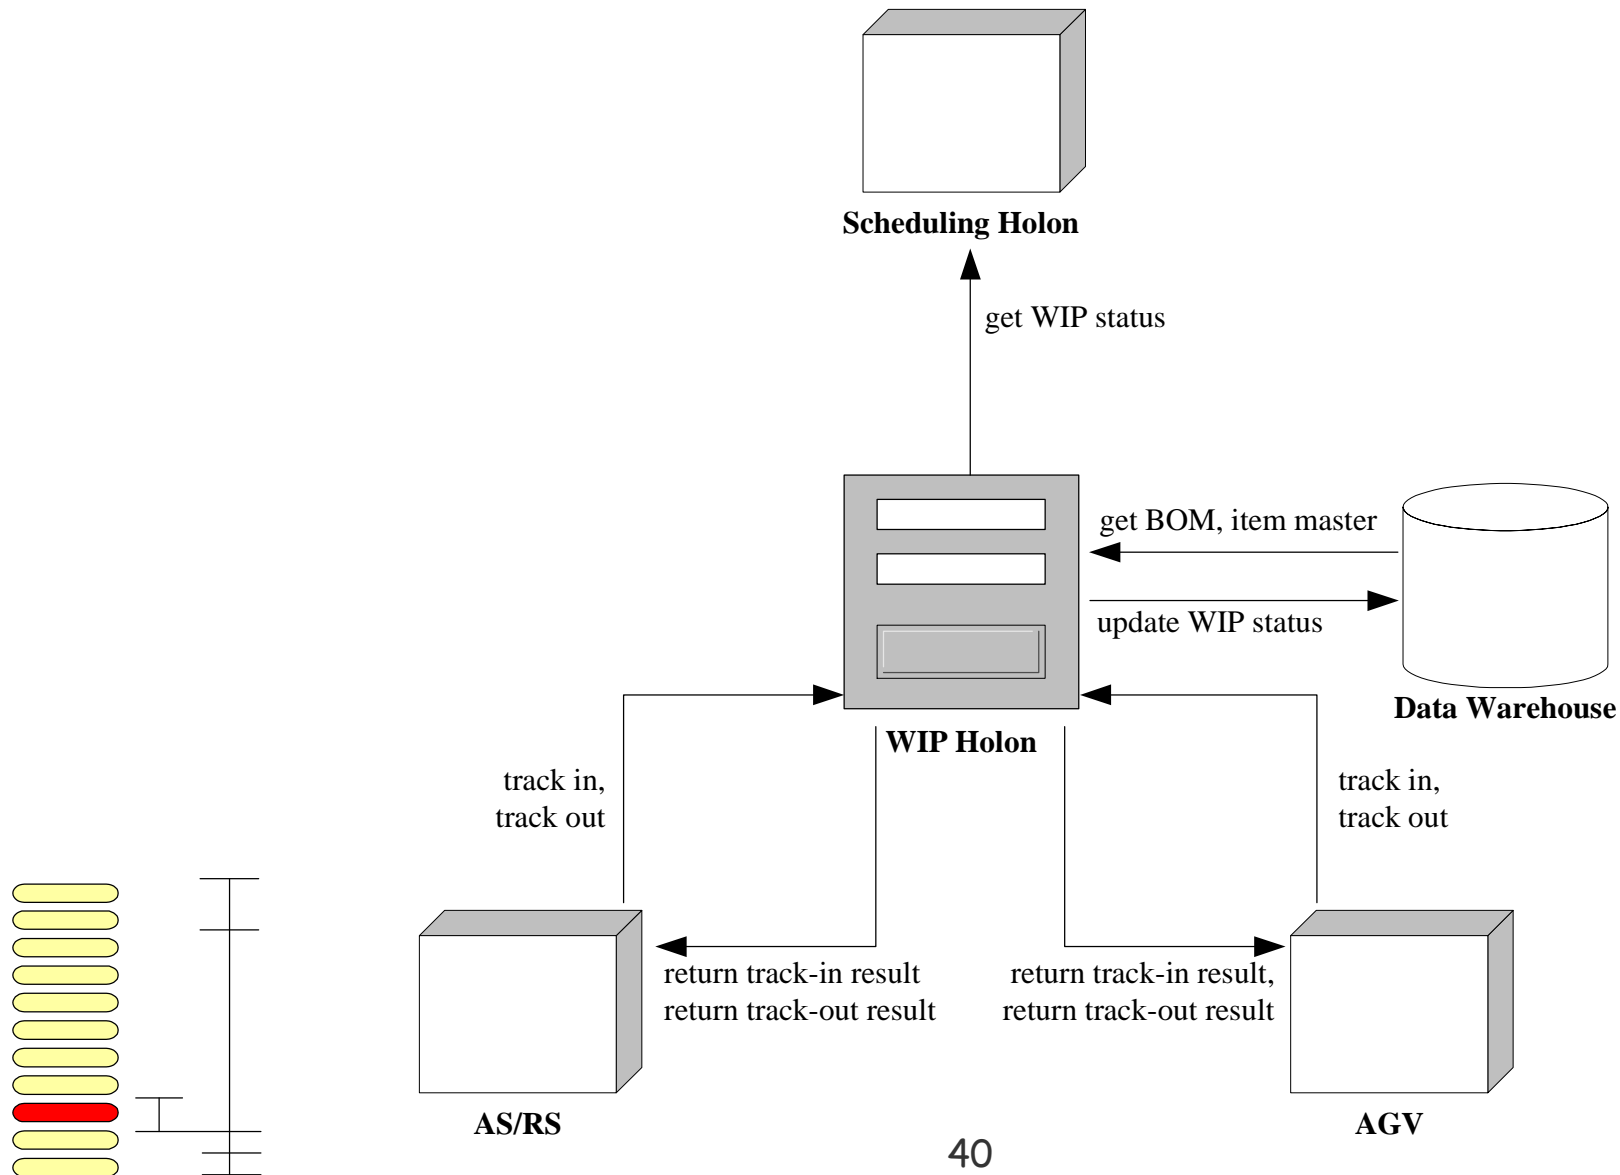 Scheduling Holon
get WIP status
get BOM, item master
update WIP status
Data Warehouse
WIP Holon
track in,
track out
track in,
track out
return track-in result
return track-out result
return track-in result,
return track-out result
AS/RS
AGV
40